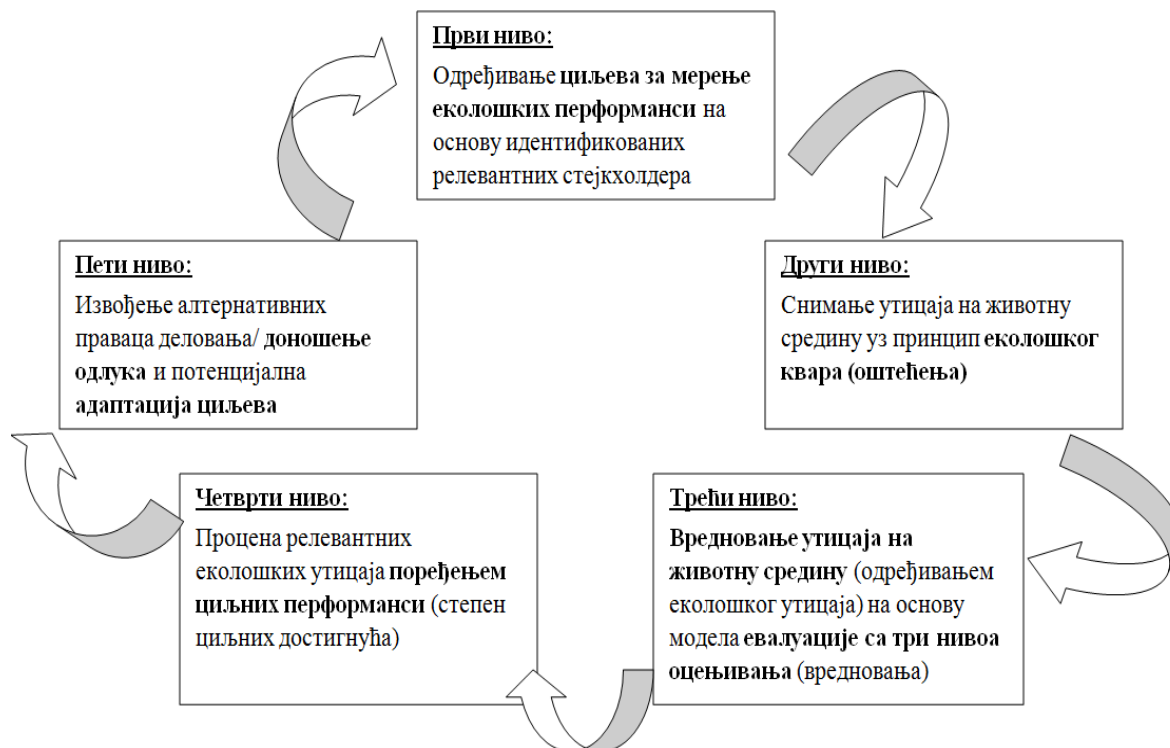 Први ниво:
Одређивање циљева за мерење
еколошких перформанси на
основу идентификованих
релевантних стејкхолдера
Други ниво:
Снимање утицаја на животну
средину уз принцип еколошког
квара (оштећења)
Трећи ниво:
Вредновање утицаја на
животну средину (одређивањем
еколошког утицаја) на основу
модела евалуације са три нивоа
оцењивања (вредновања)
Четврти ниво:
Процена релевантних
еколошких утицаја поређењем
циљних перформанси (степен
циљних достигнућа)
Пети ниво:
Извођење алтернативних
праваца деловања/ доношење
одлука и потенцијална
адаптација циљева